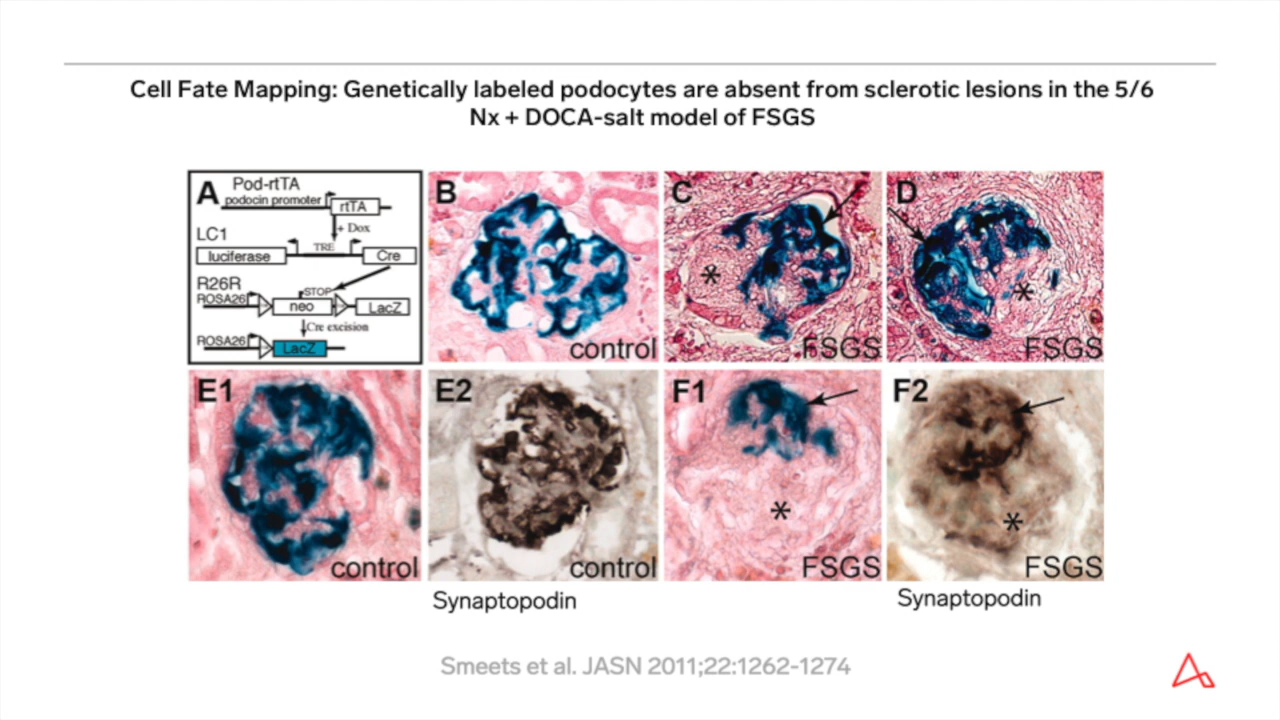 Cell Fate Mapping: Genetically labeled podocytes are absent from sclerotic lesions in the 5/6
Nx + DOCA-salt model of FSGS
A
Pod-rtTA
podocin promoter
rtTA
+ Dox
LC1
luciferase
TRE
Cre
R26R
ROSA26
STOP
neo
LacZ
Cre excision
ROSA26
LacZ
B
control
C
*
FSGS
D
*
FSGS
E1
control
E2
control
F1
*
FSGS
F2
*
FSGS
Synaptopodin
Synaptopodin
Smeets et al. JASN 2011;22:1262-1274